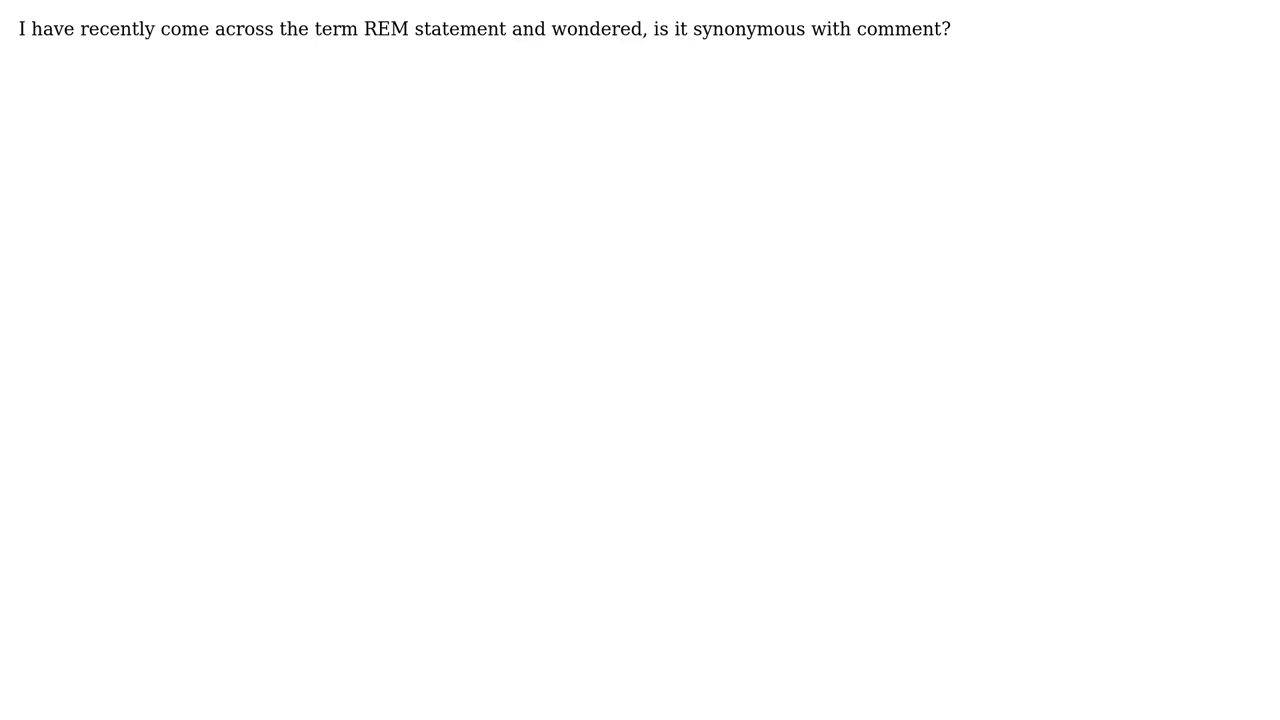 I have recently come across the term REM statement and wondered, is it synonymous with comment?